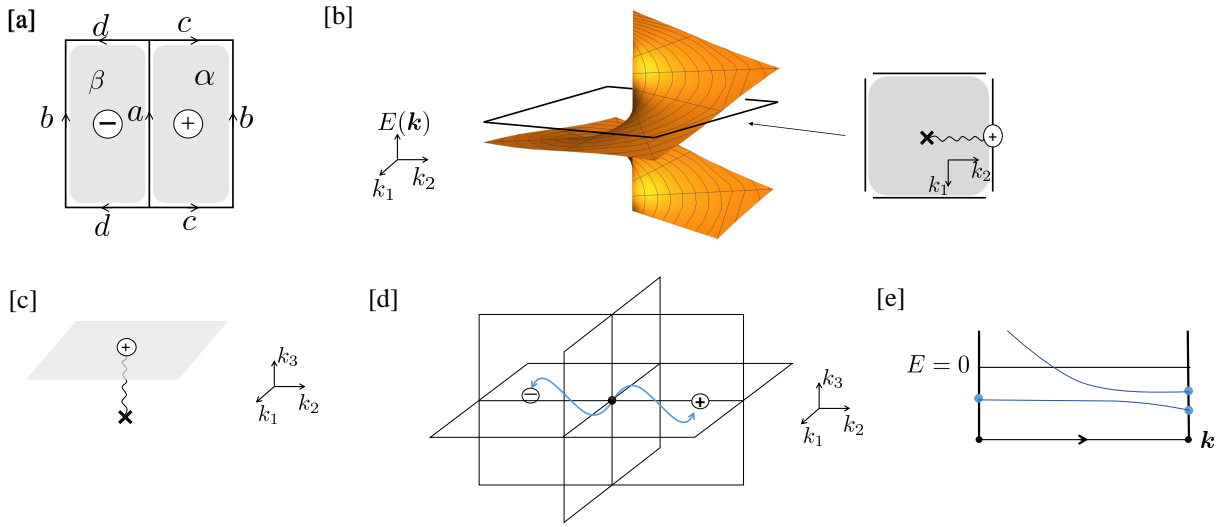 [a]
d c
β α
b − a + b
d c
[b]
E(k)
k₁ k₂
+
k₁ k₂
[c]
+
k₃
k₁ k₂
[d]
− +
k₃
k₁ k₂
[e]
E = 0
k